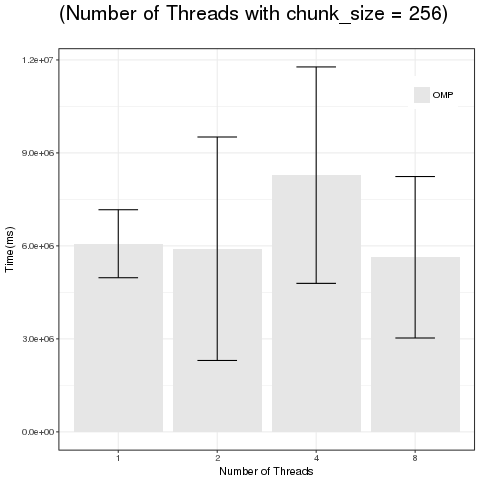 (Number of Threads with chunk_size = 256)
1.2e+07
OMP
9.0e+06
6.0e+06
Time(ms)
3.0e+06
0.0e+00
1 2 4 8
Number of Threads